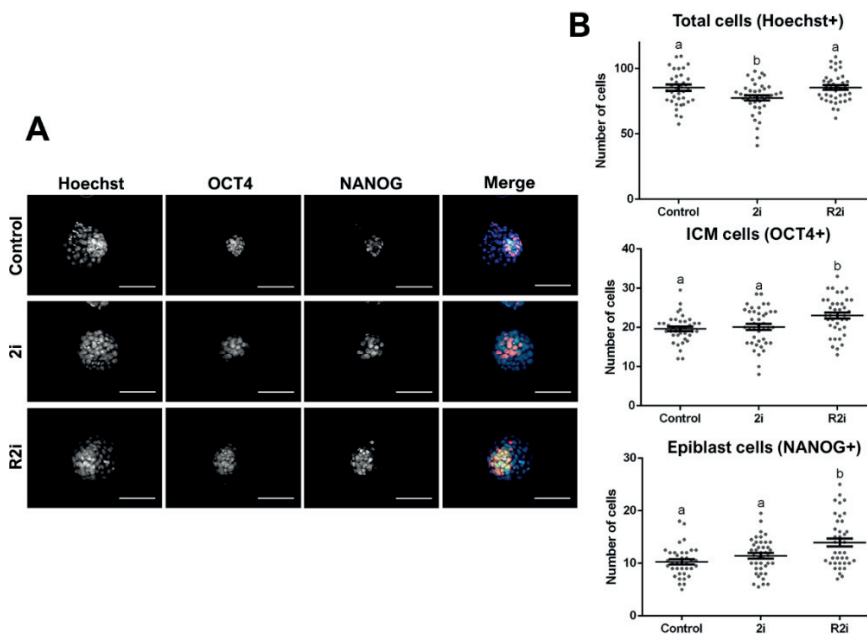 A
Hoechst OCT4 NANOG Merge
Control
2i
R2i
B
Total cells (Hoechst+)
a
b
a
Number of cells
100
50
0
Control 2i R2i
ICM cells (OCT4+)
a
a
b
Number of cells
40
30
20
10
0
Control 2i R2i
Epiblast cells (NANOG+)
a
a
b
Number of cells
30
20
10
0
Control 2i R2i